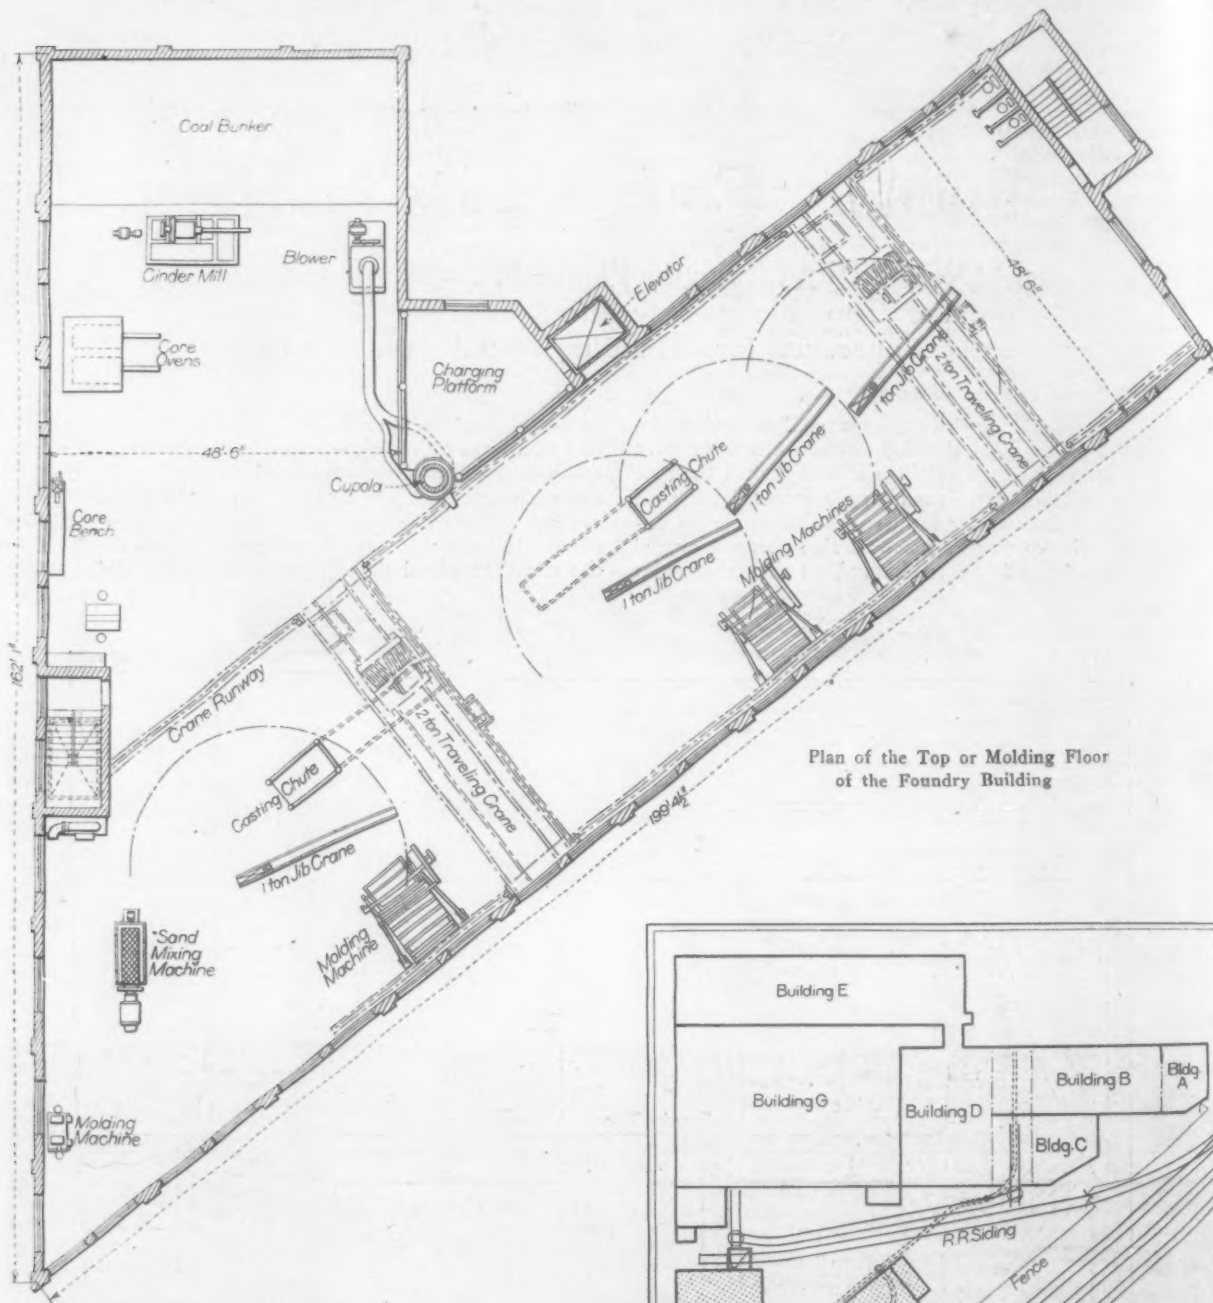 Coal Bunker
Cinder Mill
Blower
Elevator
Core
Ovens
Charging
Platform
48'-6"
48'-6"
1 ton Jib Crane
2 ton Traveling Crane
Cupola
Casting Chute
1 ton Jib Crane
Core
Bench
1 ton Jib Crane
Molding Machines
162'-1"
Crane Runway
2 ton Traveling Crane
Casting Chute
1 ton Jib Crane
199'4½"
Plan of the Top or Molding Floor
of the Foundry Building
Sand
Mixing
Machine
Molding
Machine
Molding
Machine
Building E
Building G
Building D
Building B
Bldg.
A
Bldg.C
R.R.Siding
Fence